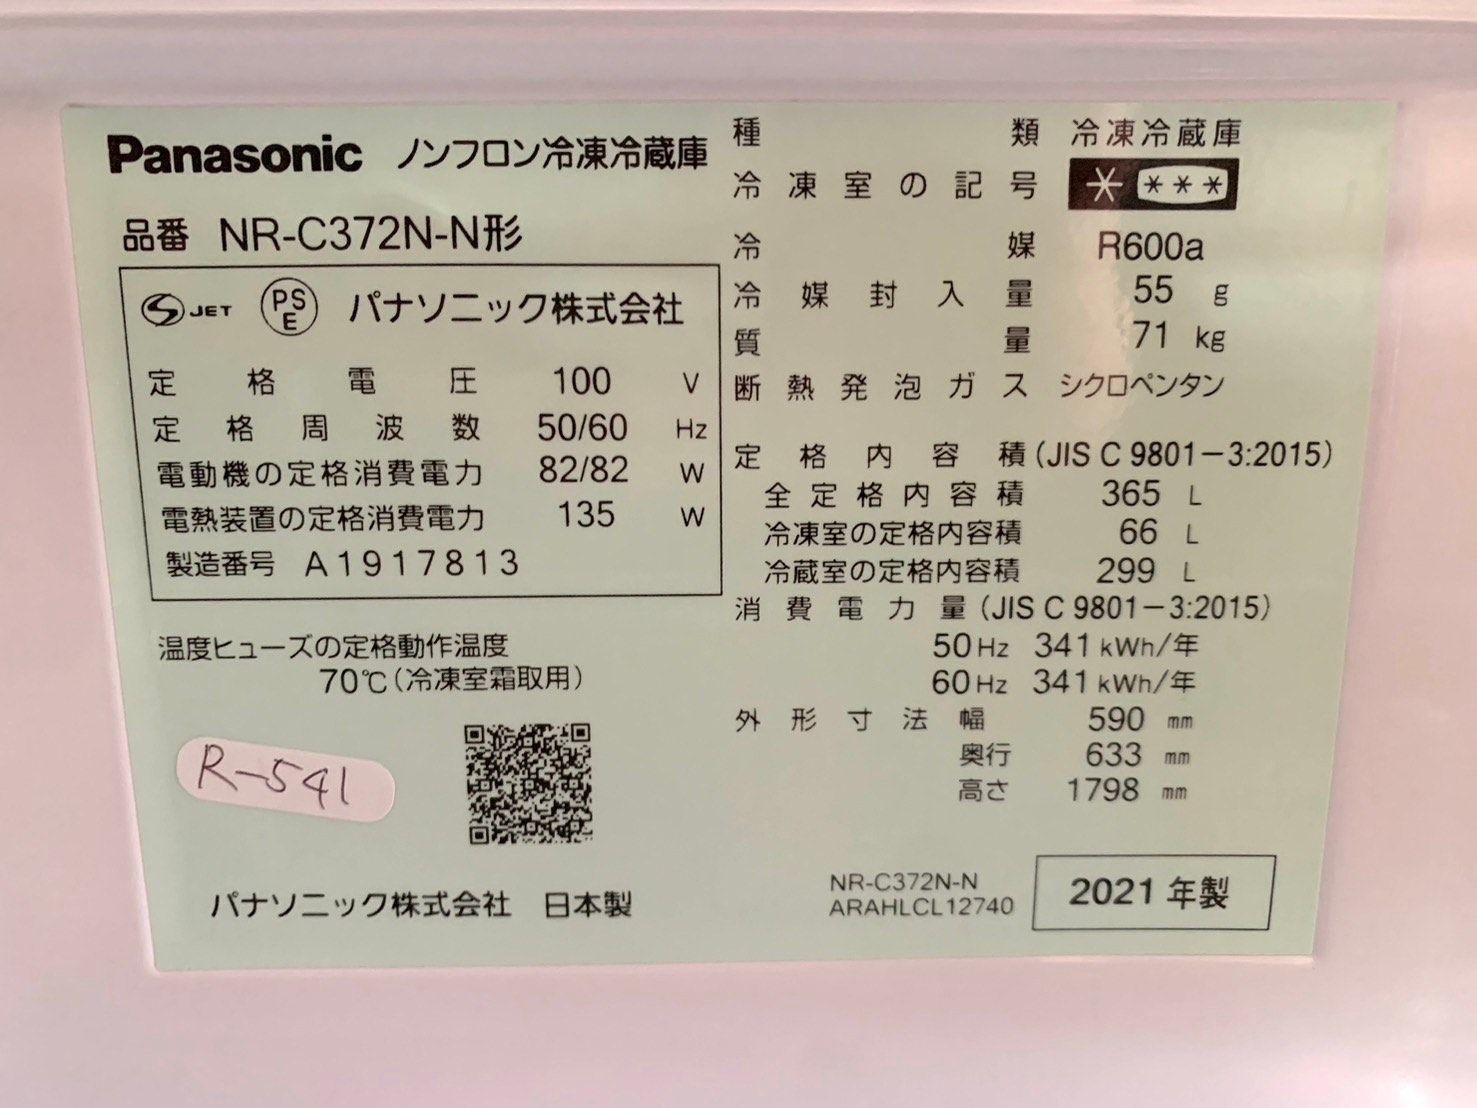 Panasonic ノンフロン冷凍冷蔵庫
品番 NR-C372N-N形
JET PSE パナソニック株式会社
定格電圧 100 V
定格周波数 50/60 Hz
電動機の定格消費電力 82/82 W
電熱装置の定格消費電力 135 W
製造番号 A1917813
温度ヒューズの定格動作温度
70℃(冷凍室霜取用)
R-541
パナソニック株式会社 日本製
種類 冷凍冷蔵庫
冷凍室の記号 * ***
冷媒 R600a
冷媒封入量 55 g
質量 71 kg
断熱発泡ガス シクロペンタン
定格内容積(JIS C 9801-3:2015)
全定格内容積 365 L
冷凍室の定格内容積 66 L
冷蔵室の定格内容積 299 L
消費電力量(JIS C 9801-3:2015)
50Hz 341kWh/年
60Hz 341kWh/年
外形寸法幅 590 mm
奥行 633 mm
高さ 1798 mm
NR-C372N-N
ARAHLCL12740
2021年製